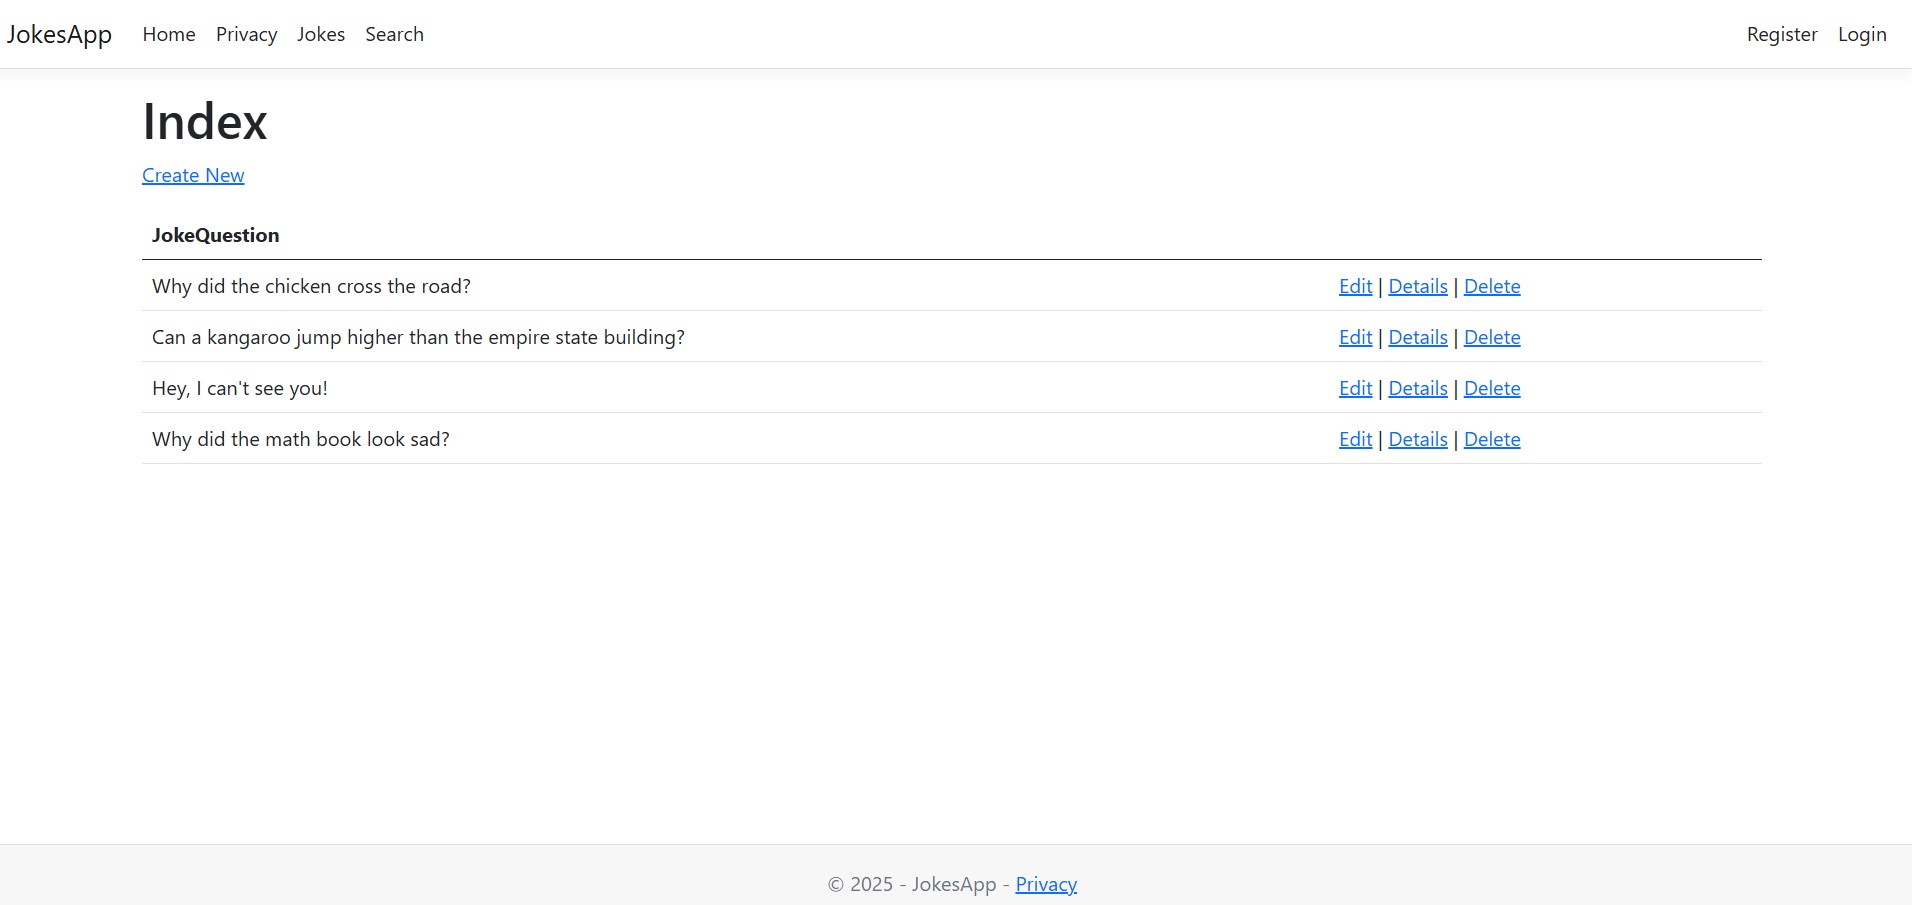 JokesApp Home Privacy Jokes Search Register Login
Index
Create New
JokeQuestion
Why did the chicken cross the road? Edit | Details | Delete
Can a kangaroo jump higher than the empire state building? Edit | Details | Delete
Hey, I can't see you! Edit | Details | Delete
Why did the math book look sad? Edit | Details | Delete
© 2025 - JokesApp - Privacy